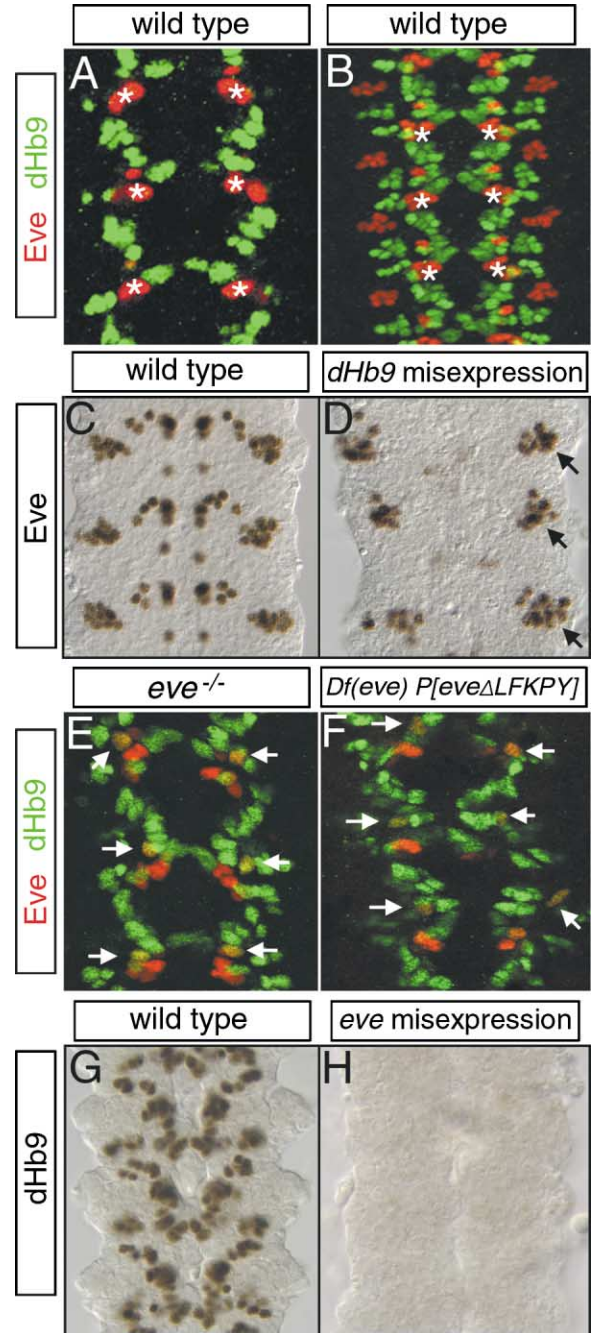 wild type
wild type
Eve dHb9
A
B
* * * * * *
* * * * * *
wild type
dHb9 misexpression
Eve
C
D
eve-/-
Df(eve) P[eveΔLFKPY]
Eve dHb9
E
F
wild type
eve misexpression
dHb9
G
H